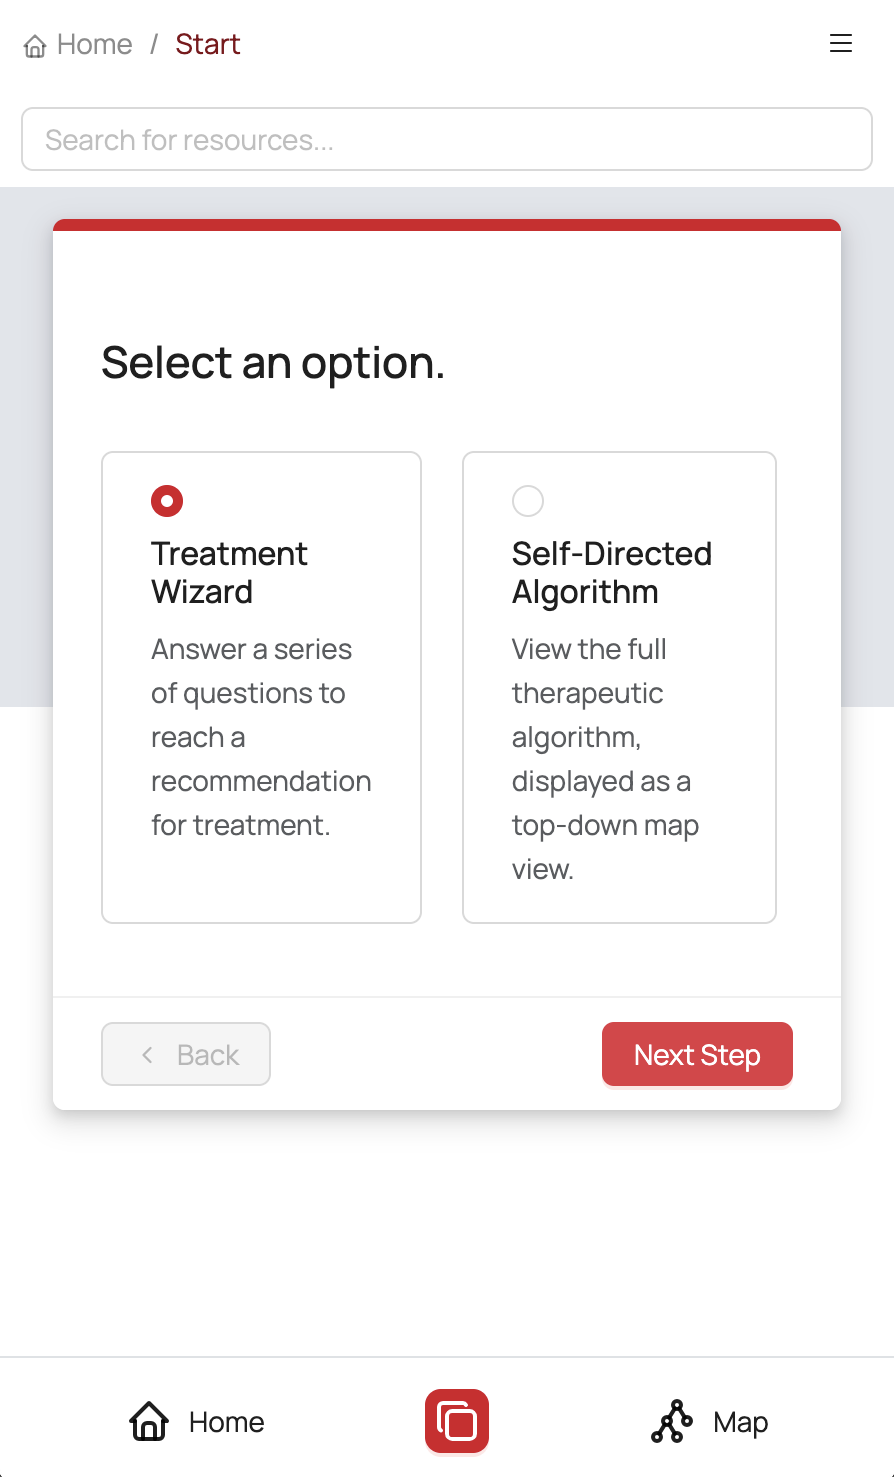 Home / Start
Search for resources...
Select an option.
Treatment
Wizard
Answer a series
of questions to
reach a
recommendation
for treatment.
Self-Directed
Algorithm
View the full
therapeutic
algorithm,
displayed as a
top-down map
view.
Back
Next Step
Home
Map